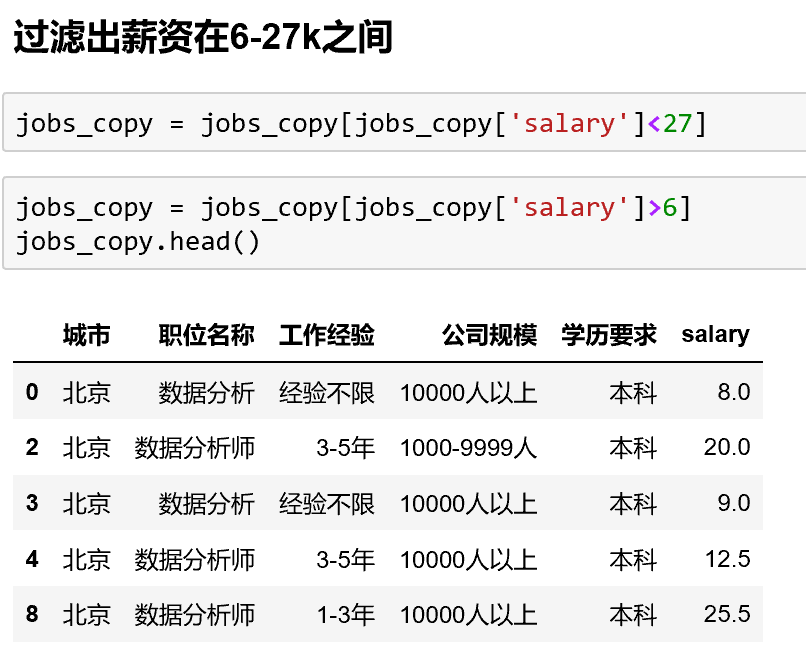 过滤出薪资在6-27k之间
jobs_copy = jobs_copy[jobs_copy['salary']<27]
jobs_copy = jobs_copy[jobs_copy['salary']>6]
jobs_copy.head()
城市 职位名称 工作经验 公司规模 学历要求 salary
0 北京 数据分析 经验不限 10000人以上 本科 8.0
2 北京 数据分析师 3-5年 1000-9999人 本科 20.0
3 北京 数据分析 经验不限 10000人以上 本科 9.0
4 北京 数据分析师 3-5年 10000人以上 本科 12.5
8 北京 数据分析师 1-3年 10000人以上 本科 25.5